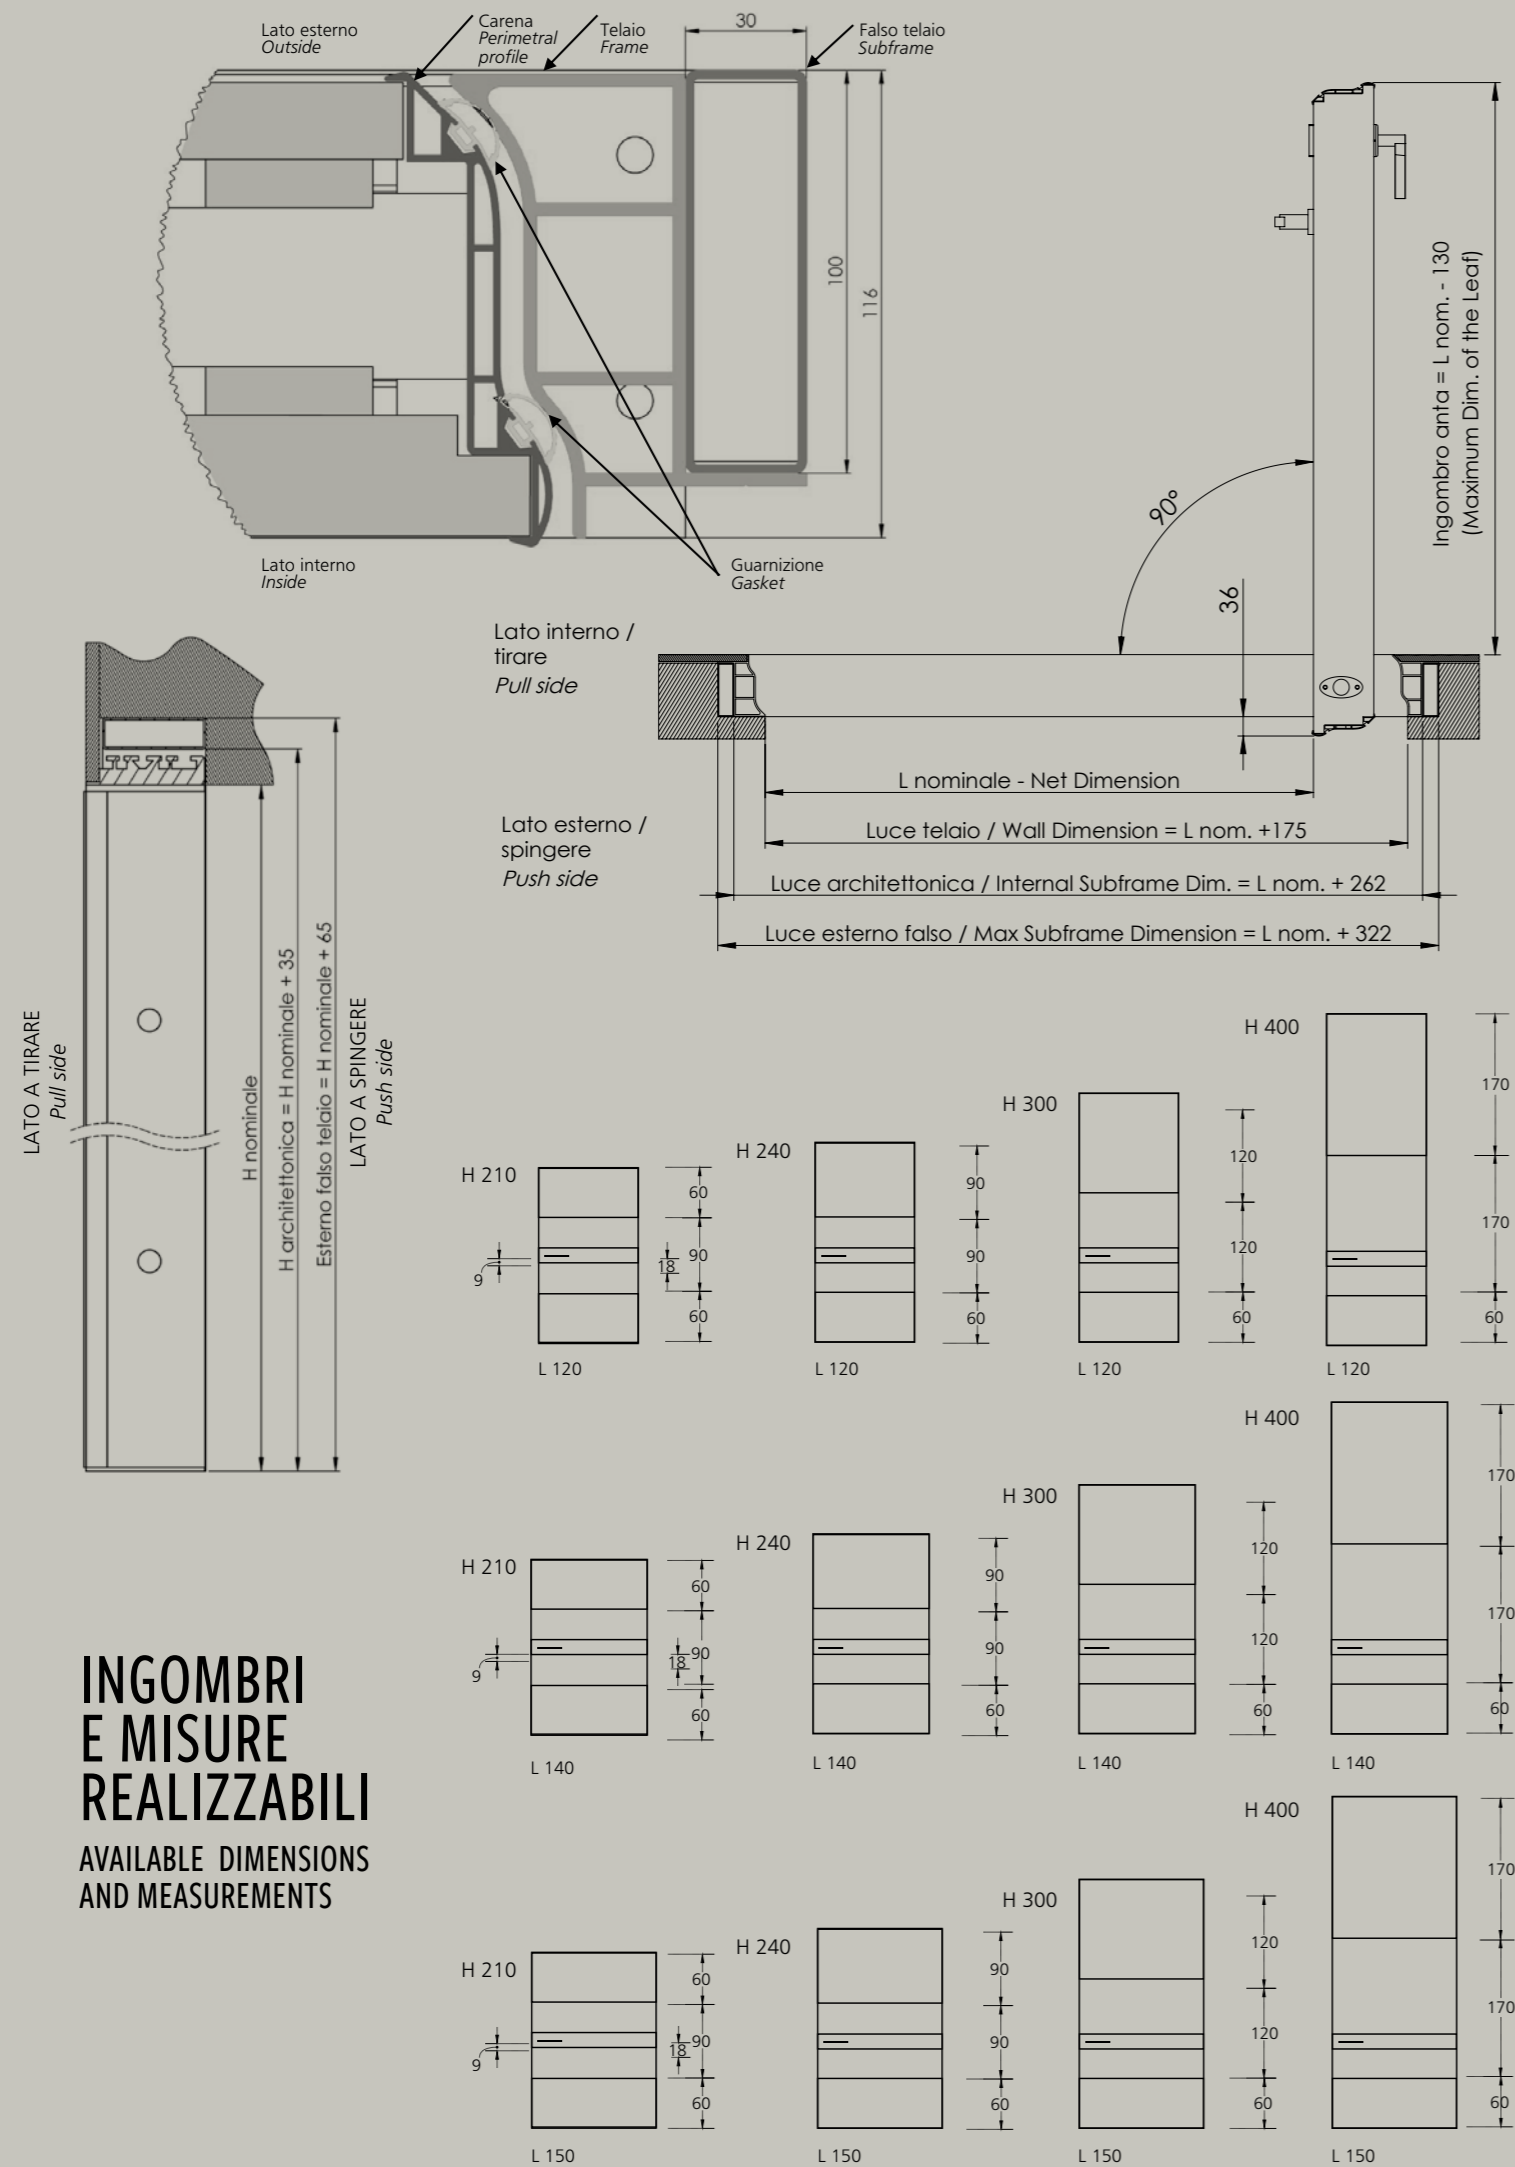 Lato esterno
Outside
Carena
Perimetral
profile
Telaio
Frame
30
Falso telaio
Subframe
100
116
Lato interno
Inside
Guarnizione
Gasket
Ingombro anta = L nom. - 130
(Maximum Dim. of the Leaf)
90°
36
Lato interno /
tirare
Pull side
L nominale - Net Dimension
Lato esterno /
spingere
Push side
Luce telaio / Wall Dimension = L nom. +175
Luce architettonica / Internal Subframe Dim. = L nom. + 262
Luce esterno falso / Max Subframe Dimension = L nom. + 322
LATO A TIRARE
Pull side
H nominale
H architettonica = H nominale + 35
Esterno falso telaio = H nominale + 65
LATO A SPINGERE
Push side
H 210
60
90
18
9
60
L 120
H 240
90
90
60
L 120
H 300
120
120
60
L 120
H 400
170
170
60
L 120
H 210
60
90
18
9
60
L 140
H 240
90
90
60
L 140
H 300
120
120
60
L 140
H 400
170
170
60
L 140
INGOMBRI
E MISURE
REALIZZABILI
AVAILABLE DIMENSIONS
AND MEASUREMENTS
H 210
60
90
18
9
60
L 150
H 240
90
90
60
L 150
H 300
120
120
60
L 150
H 400
170
170
60
L 150